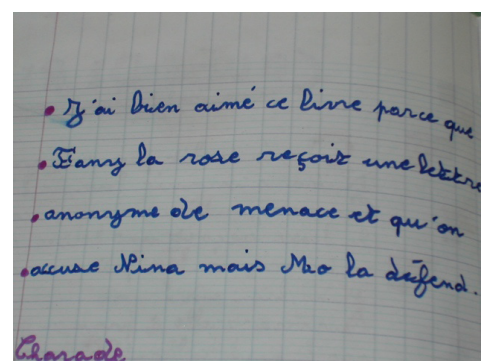 J'ai bien aimé ce livre parce que
Fany la rose reçoit une lettre
anonyme de menace et qu'on
accuse Nina mais Mao la défend.
Charade